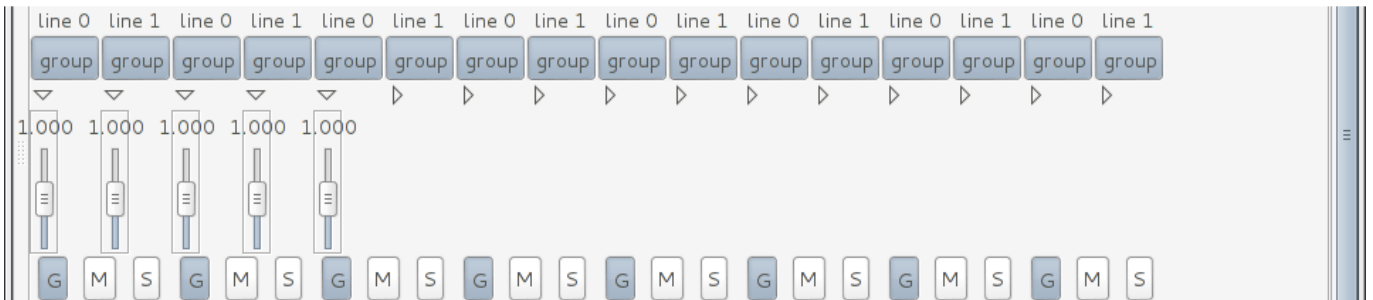 line 0 line 1 line 0 line 1 line 0 line 1 line 0 line 1 line 0 line 1 line 0 line 1 line 0 line 1 line 0 line 1
group group group group group group group group group group group group group group group group
1.000 1.000 1.000 1.000 1.000
G M S G M S G M S G M S G M S G M S G M S G M S